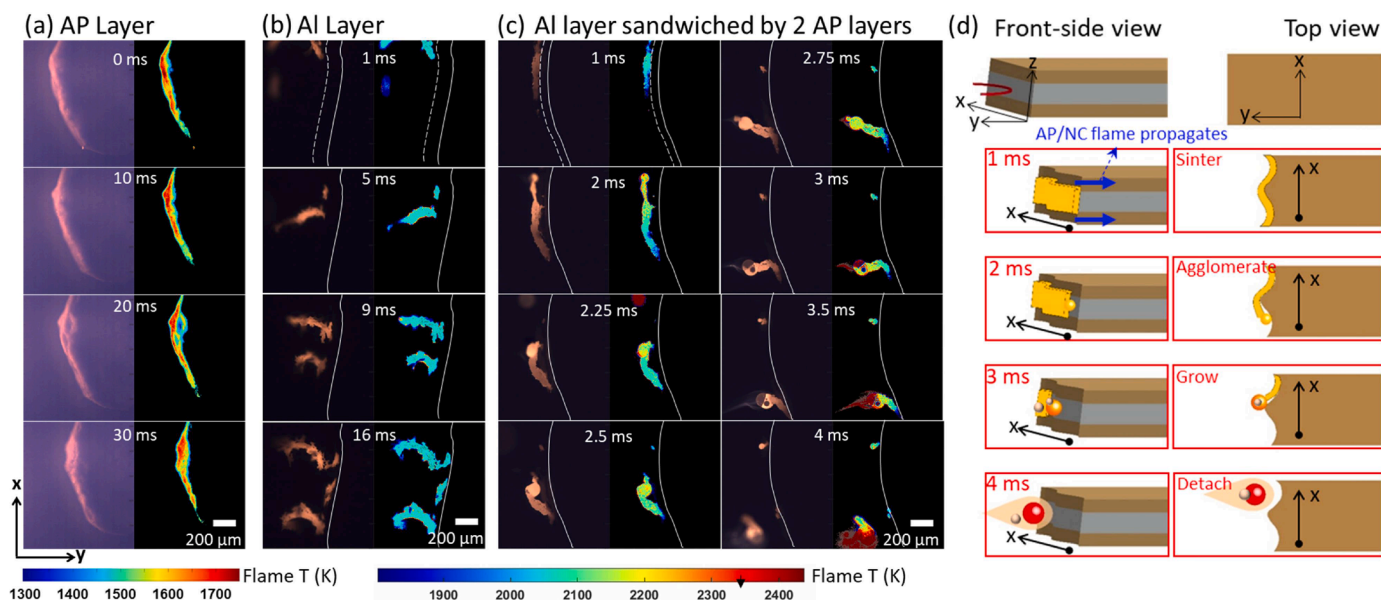 (a) AP Layer
0 ms
10 ms
20 ms
30 ms
200 µm
x
y
1300 1400 1500 1600 1700
Flame T (K)
(b) Al Layer
1 ms
5 ms
9 ms
16 ms
200 µm
(c) Al layer sandwiched by 2 AP layers
1 ms
2 ms
2.25 ms
2.5 ms
2.75 ms
3 ms
3.5 ms
4 ms
200 µm
1900 2000 2100 2200 2300 2400
Flame T (K)
(d) Front-side view
Top view
z
x
y
x
y
AP/NC flame propagates
1 ms
x
Sinter
x
2 ms
x
Agglomerate
x
3 ms
x
Grow
x
4 ms
x
Detach
x